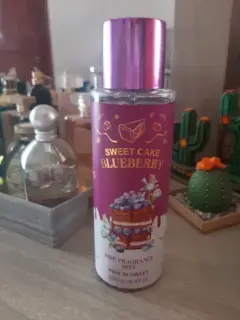 SWEET CAKE
BLUEBERRY
FINE FRAGRANCE
MIST